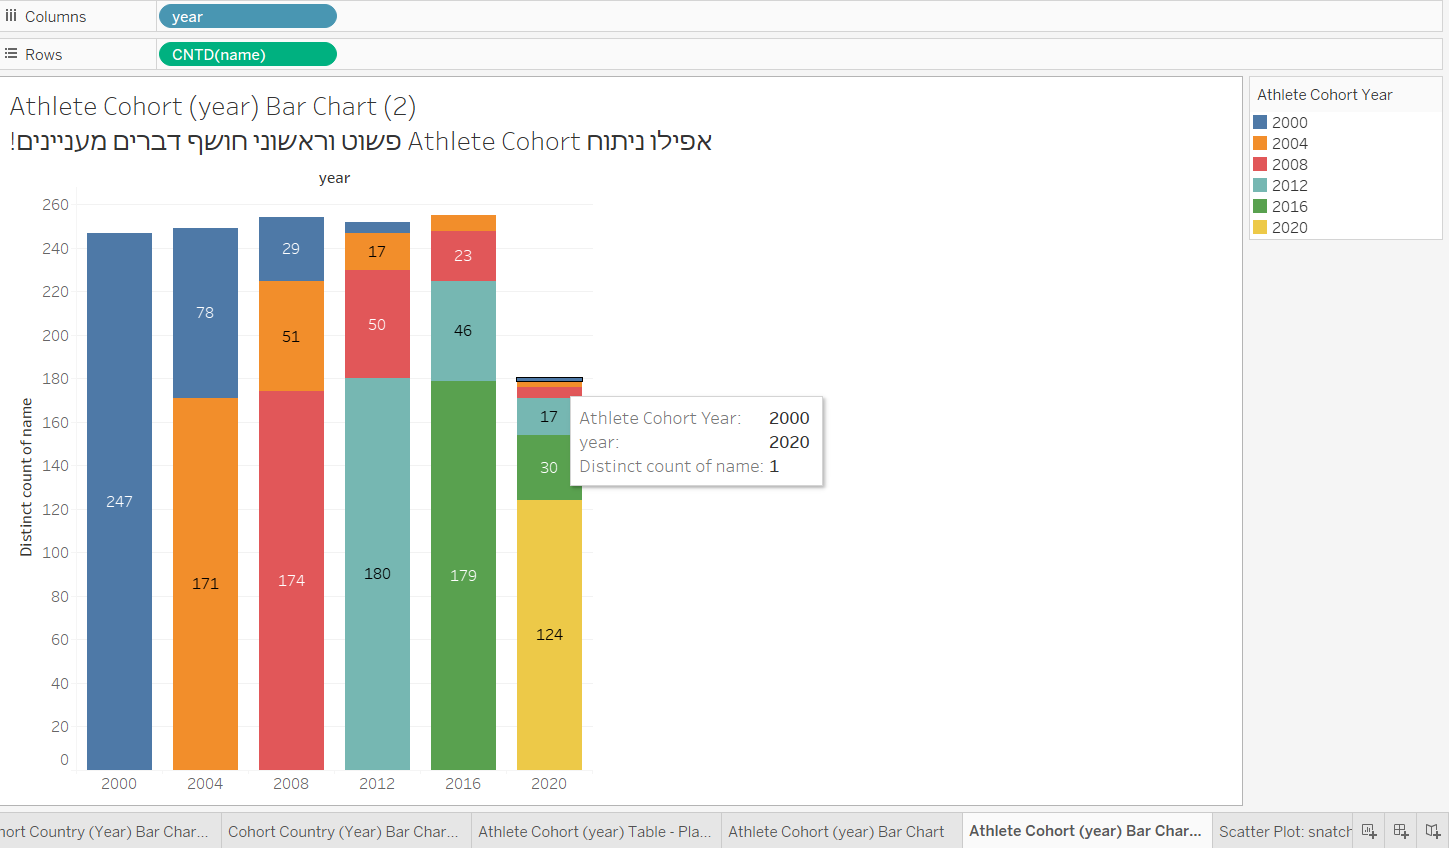 Columns
year
Rows
CNTD(name)
Athlete Cohort (year) Bar Chart (2)
אפילו ניתוח Athlete Cohort פשוט וראשוני חושף דברים מעניינים!
year
Distinct count of name
260
240
220
200
180
160
140
120
100
80
60
40
20
0
247
78
171
29
51
174
17
50
180
23
46
179
17
30
124
2000
2004
2008
2012
2016
2020
Athlete Cohort Year: 2000
year: 2020
Distinct count of name: 1
Athlete Cohort Year
2000
2004
2008
2012
2016
2020
hort Country (Year) Bar Char...
Cohort Country (Year) Bar Char...
Athlete Cohort (year) Table - Pla...
Athlete Cohort (year) Bar Chart
Athlete Cohort (year) Bar Char...
Scatter Plot: snatch